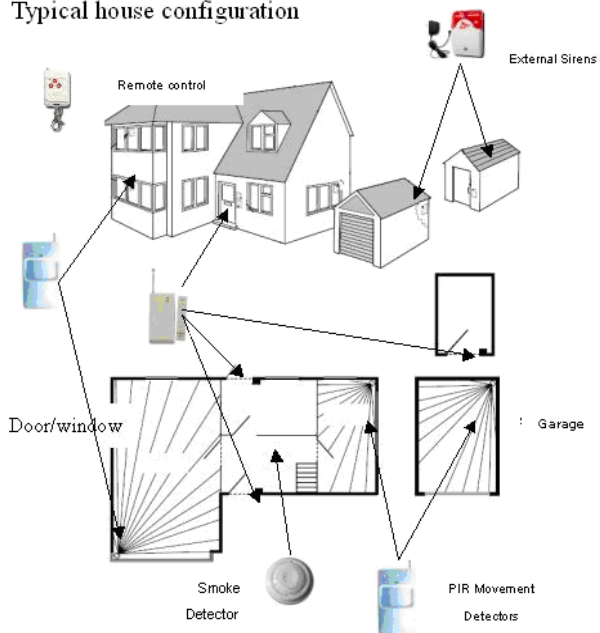 Typical house configuration
External Sirens
Remote control
Door/window
Garage
Smoke
Detector
PIR Movement
Detectors